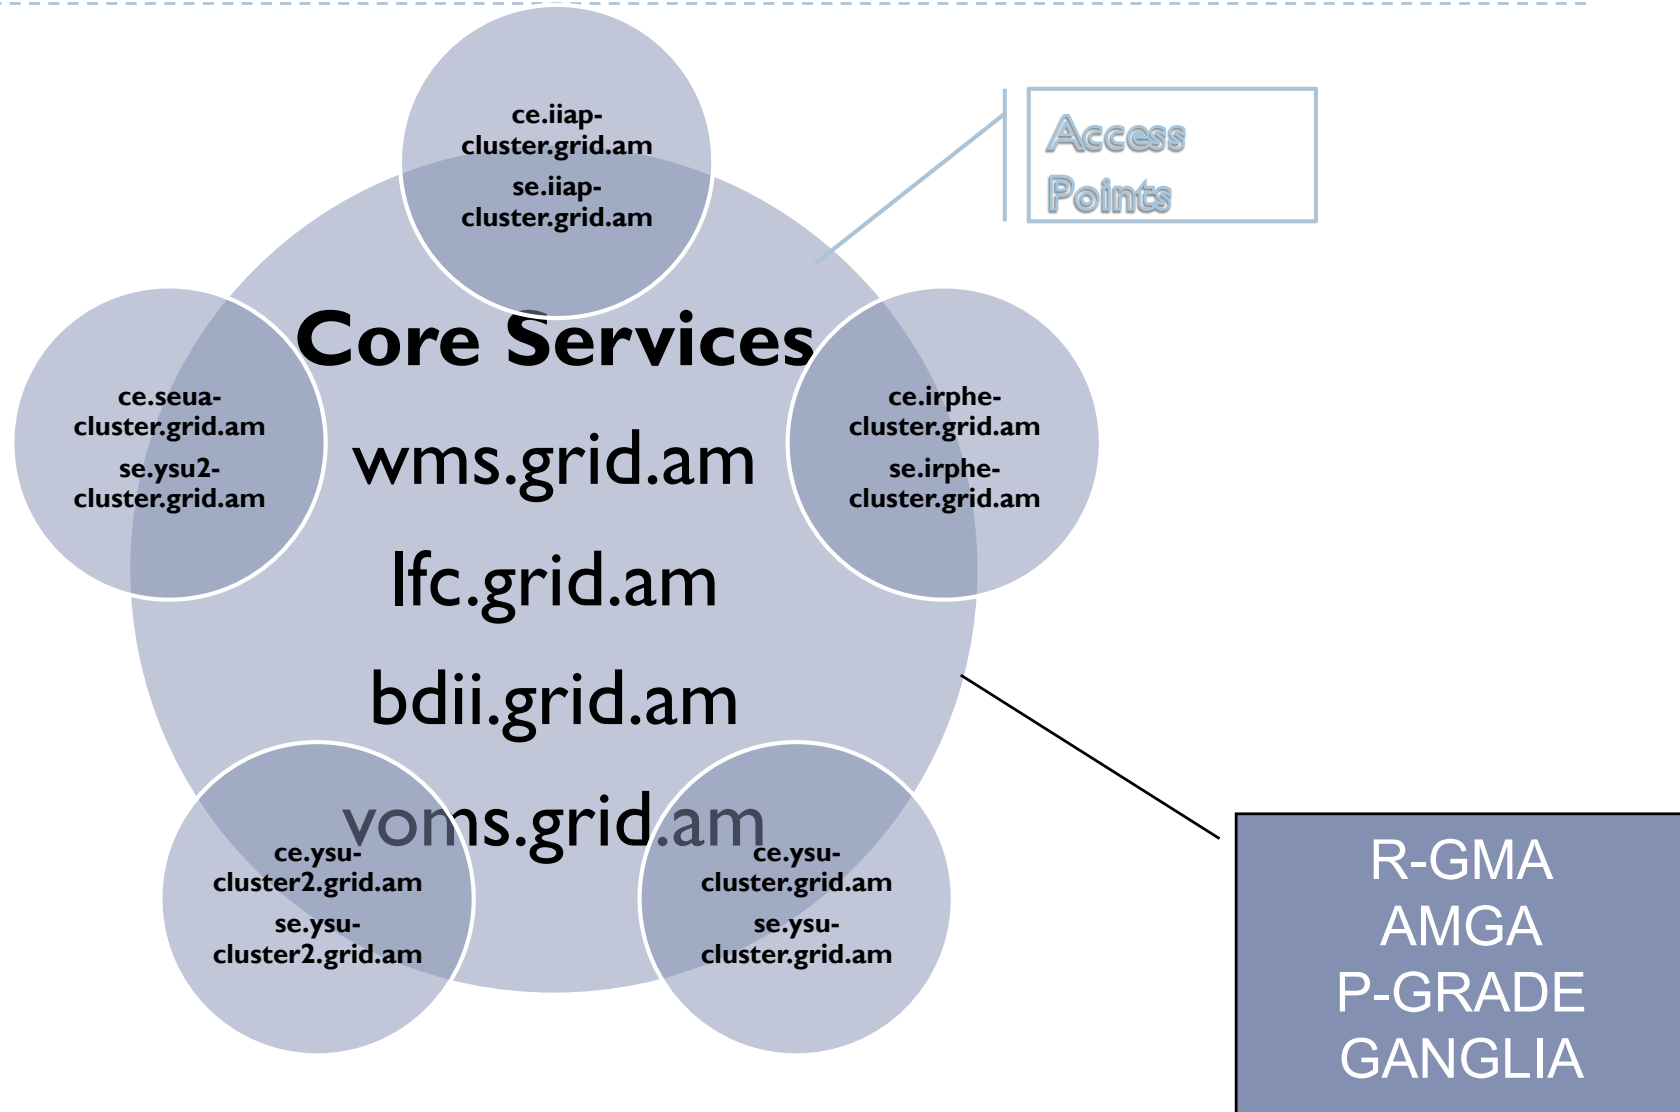 ce.iiap-
cluster.grid.am
se.iiap-
cluster.grid.am
Access
Points
Core Services
ce.seua-
cluster.grid.am
se.ysu2-
cluster.grid.am
wms.grid.am
lfc.grid.am
bdii.grid.am
voms.grid.am
ce.irphe-
cluster.grid.am
se.irphe-
cluster.grid.am
ce.ysu-
cluster2.grid.am
se.ysu-
cluster2.grid.am
ce.ysu-
cluster.grid.am
se.ysu-
cluster.grid.am
R-GMA
AMGA
P-GRADE
GANGLIA